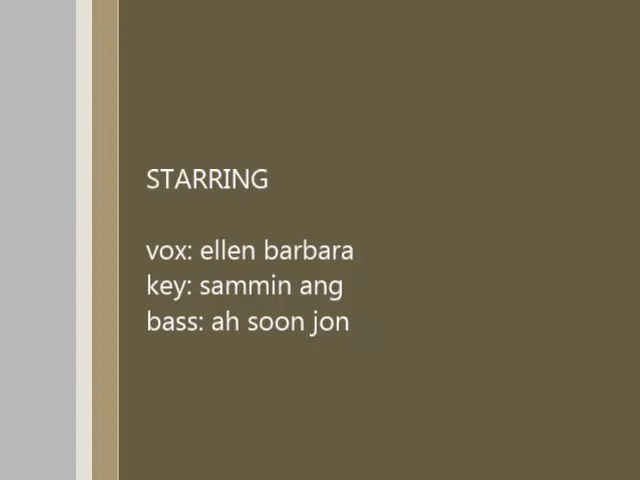 STARRING
vox: ellen barbara
key: sammin ang
bass: ah soon jon